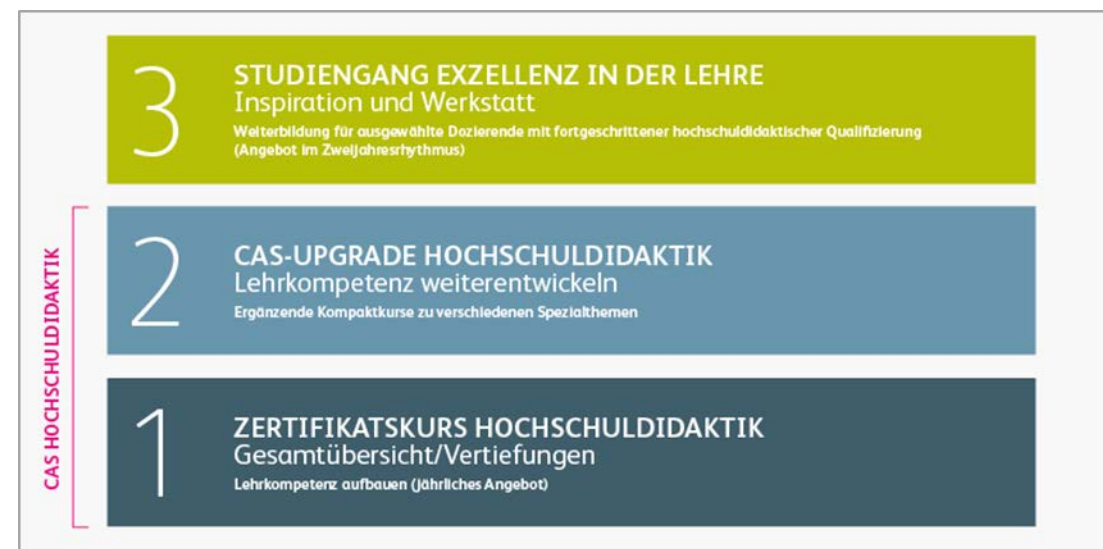 3
STUDIENGANG EXZELLENZ IN DER LEHRE
Inspiration und Werkstatt
Weiterbildung für ausgewählte Dozierende mit fortgeschrittener hochschuldidaktischer Qualifizierung
(Angebot im Zweijahresrhythmus)
CAS HOCHSCHULDIDAKTIK
2
CAS-UPGRADE HOCHSCHULDIDAKTIK
Lehrkompetenz weiterentwickeln
Ergänzende Kompaktkurse zu verschiedenen Spezialthemen
1
ZERTIFIKATSKURS HOCHSCHULDIDAKTIK
Gesamtübersicht/Vertiefungen
Lehrkompetenz aufbauen (jährliches Angebot)